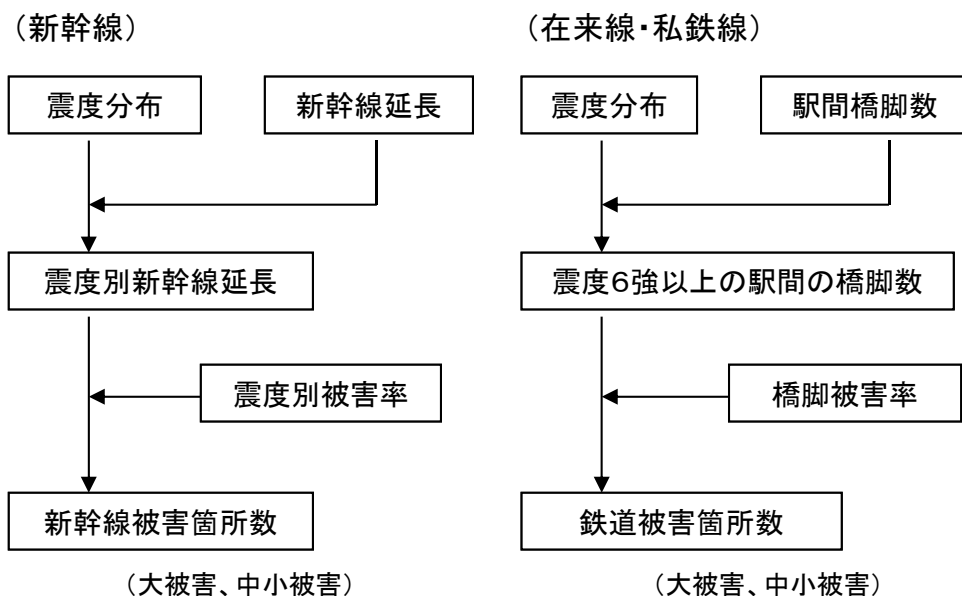 (新幹線)
震度分布
新幹線延長
震度別新幹線延長
震度別被害率
新幹線被害箇所数
(大被害、中小被害)
(在来線・私鉄線)
震度分布
駅間橋脚数
震度6強以上の駅間の橋脚数
橋脚被害率
鉄道被害箇所数
(大被害、中小被害)